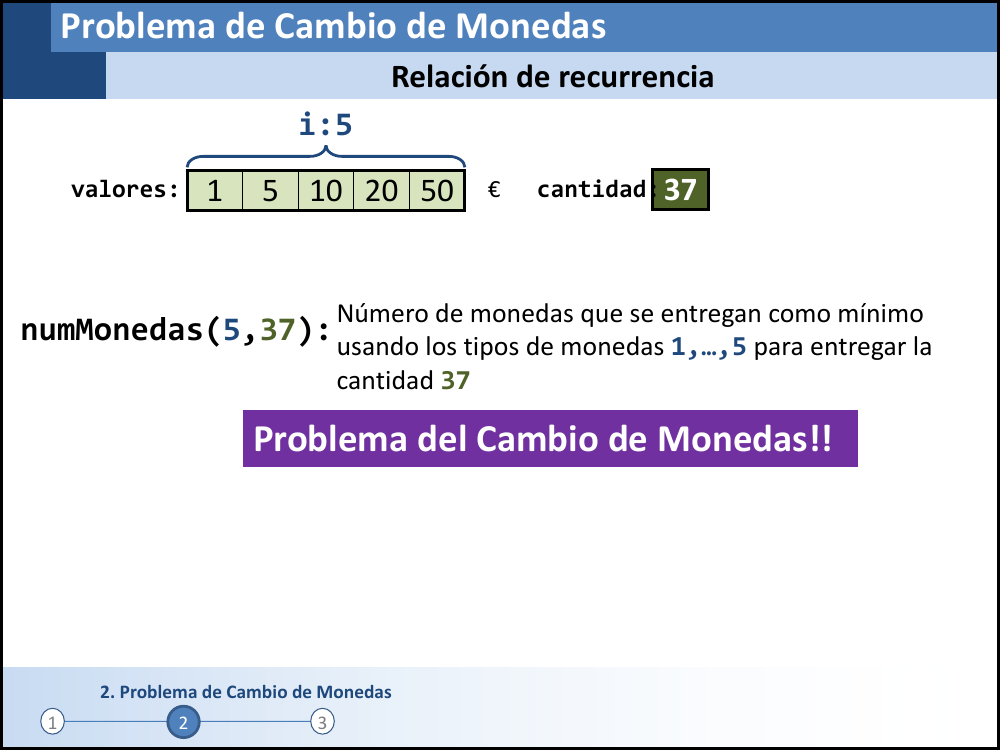 Problema de Cambio de Monedas
Relación de recurrencia
i:5
valores: 1 5 10 20 50 € cantidad: 37
numMonedas(5,37): Número de monedas que se entregan como mínimo
usando los tipos de monedas 1,…,5 para entregar la
cantidad 37
Problema del Cambio de Monedas!!
2. Problema de Cambio de Monedas
1 2 3